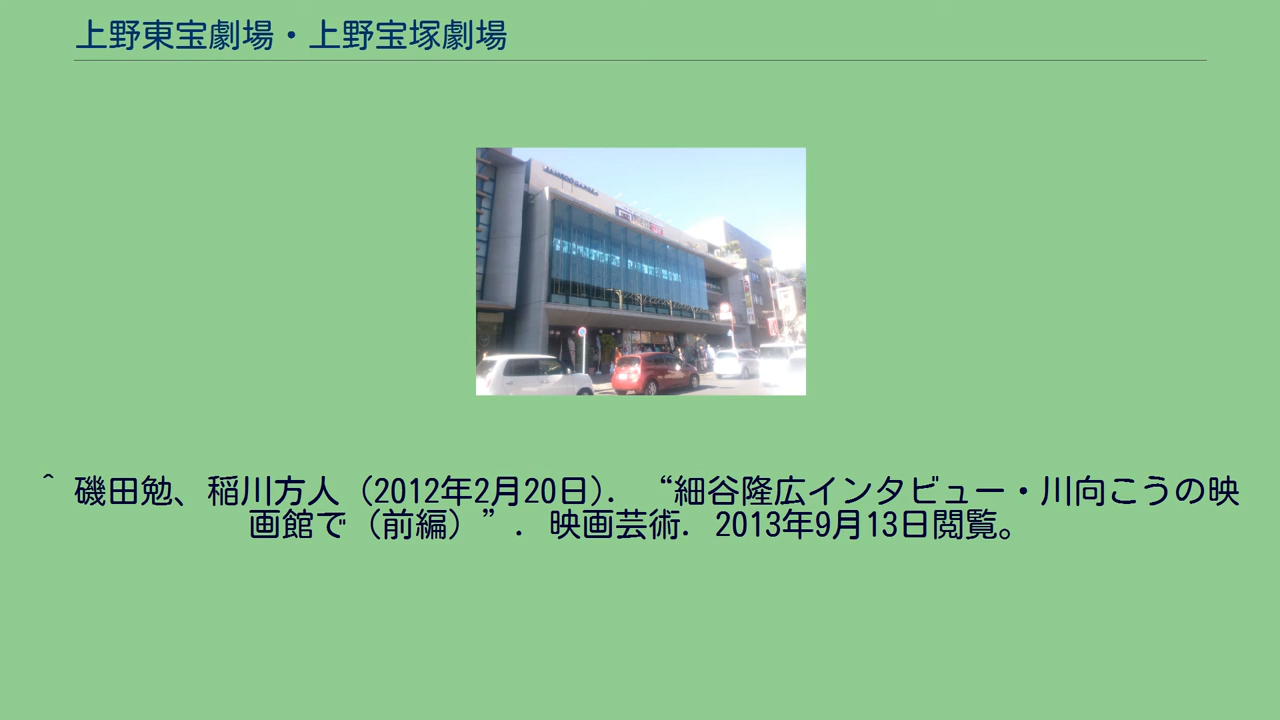 上野東宝劇場・上野宝塚劇場
^ 磯田勉、稲川方人（2012年2月20日）. “細谷隆広インタビュー・川向こうの映
画館で（前編）”. 映画芸術. 2013年9月13日閲覧。